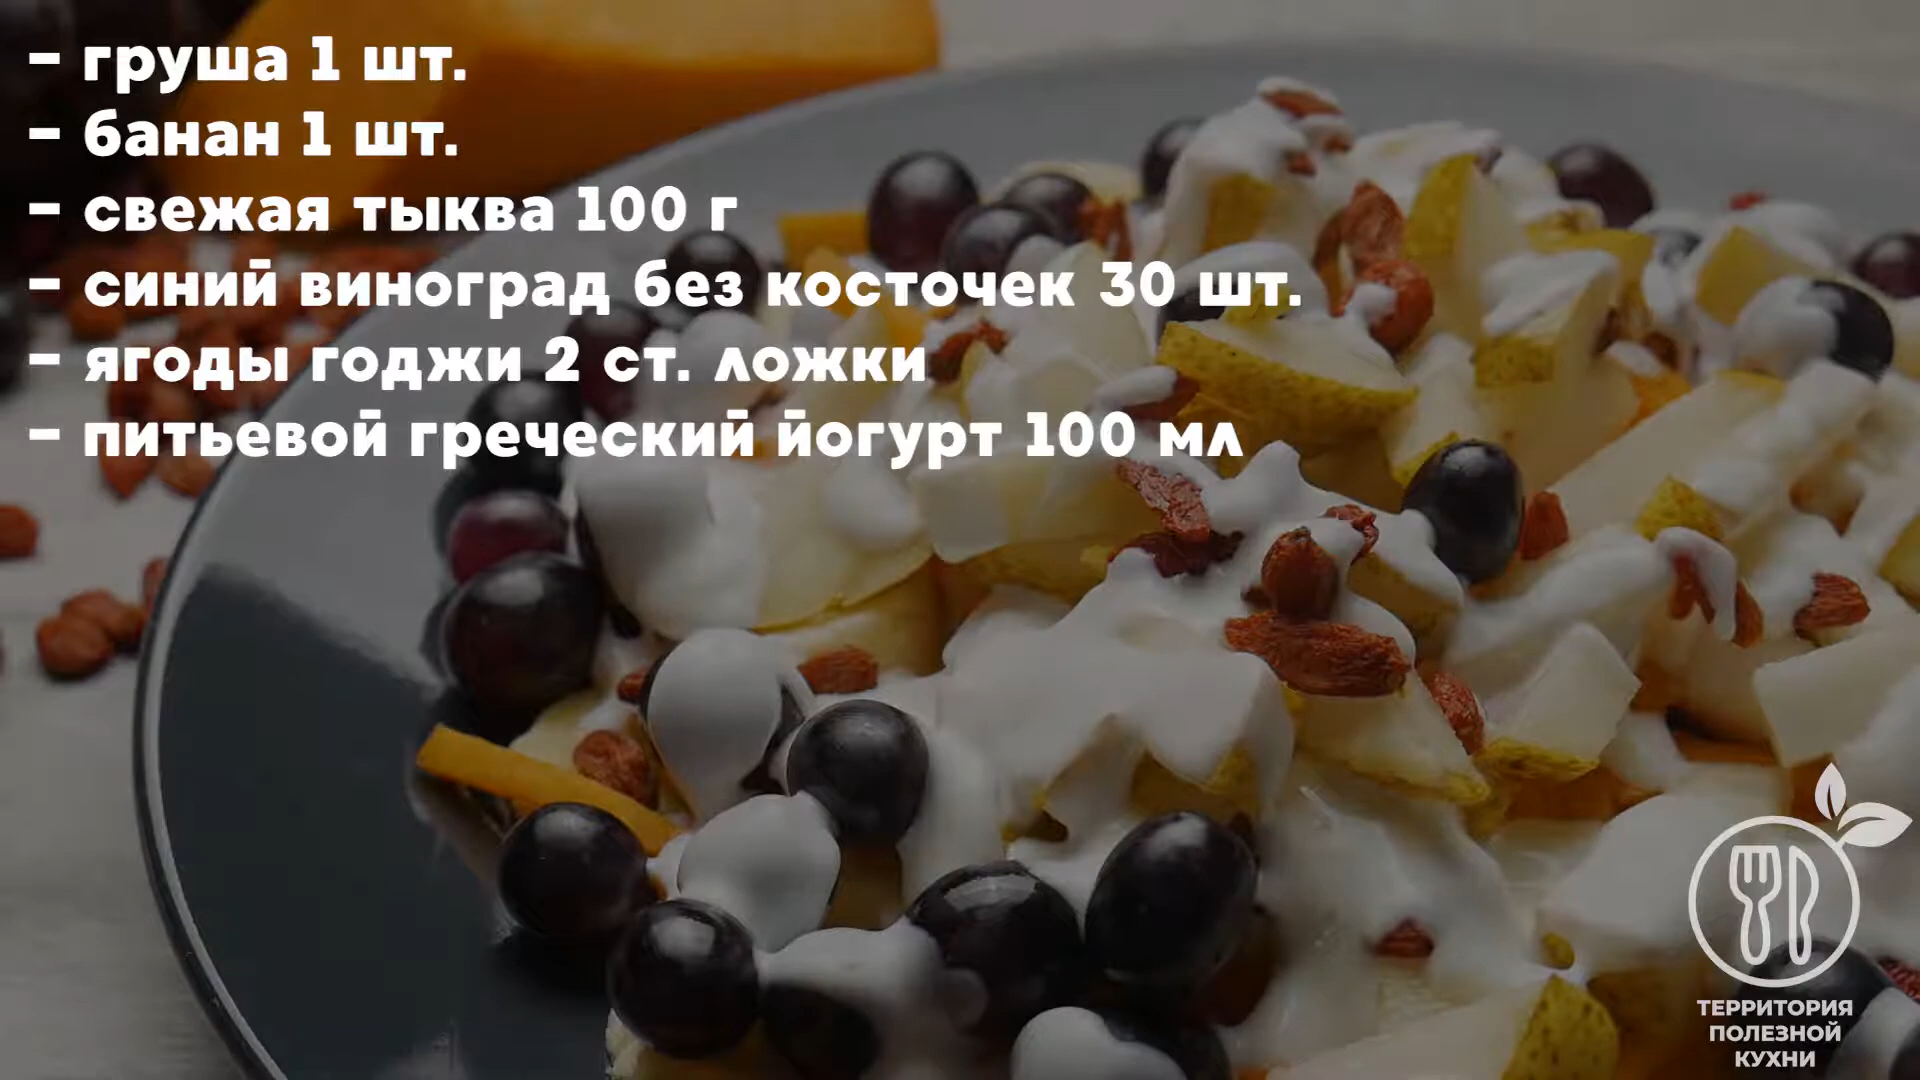 - груша 1 шт.
- банан 1 шт.
- свежая тыква 100 г
- синий виноград без косточек 30 шт.
- ягоды годжи 2 ст. ложки
- питьевой греческий йогурт 100 мл
ТЕРРИТОРИЯ
ПОЛЕЗНОЙ
КУХНИ